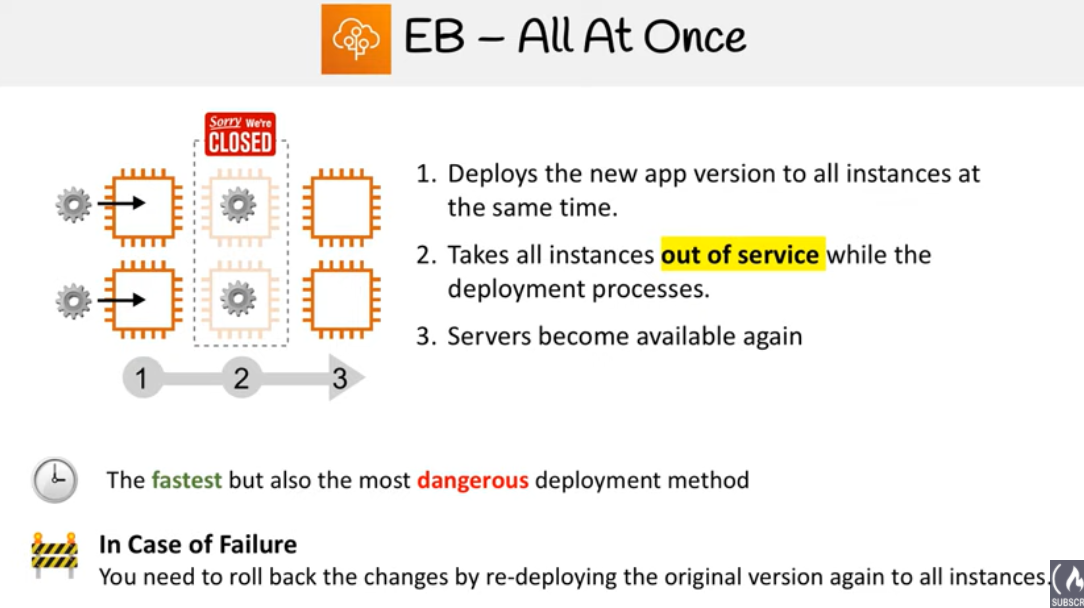 EB – All At Once
Sorry We're
CLOSED
1. Deploys the new app version to all instances at
the same time.
2. Takes all instances out of service while the
deployment processes.
3. Servers become available again
1 2 3
The fastest but also the most dangerous deployment method
In Case of Failure
You need to roll back the changes by re-deploying the original version again to all instances.
SUBSCR